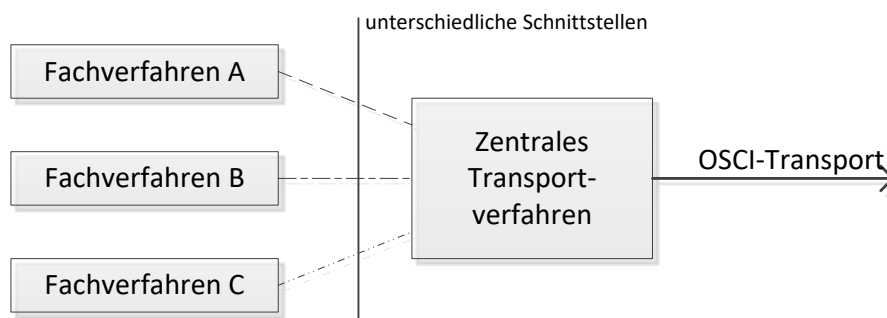 unterschiedliche Schnittstellen
Fachverfahren A
Fachverfahren B
Fachverfahren C
Zentrales
Transport-
verfahren
OSCI-Transport